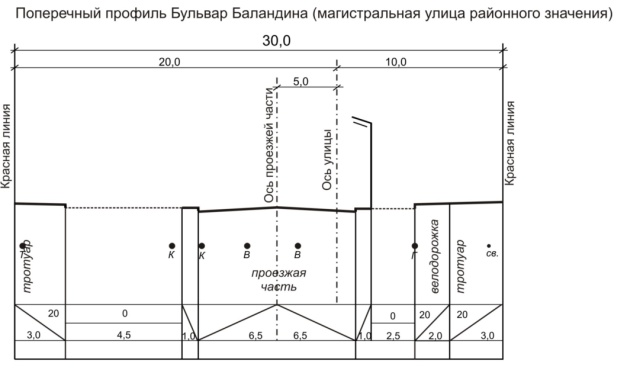 Поперечный профиль Бульвар Баландина (магистральная улица районного значения)
30,0
20,0
10,0
5,0
Красная линия
Ось проезжей части
Ось улицы
Красная линия
Т
К
К
В
В
Г
св.
тротуар
проезжая
часть
велодорожка
тротуар
20
0
0
20
20
3,0
4,5
1,0
6,5
6,5
1,0
2,5
2,0
3,0